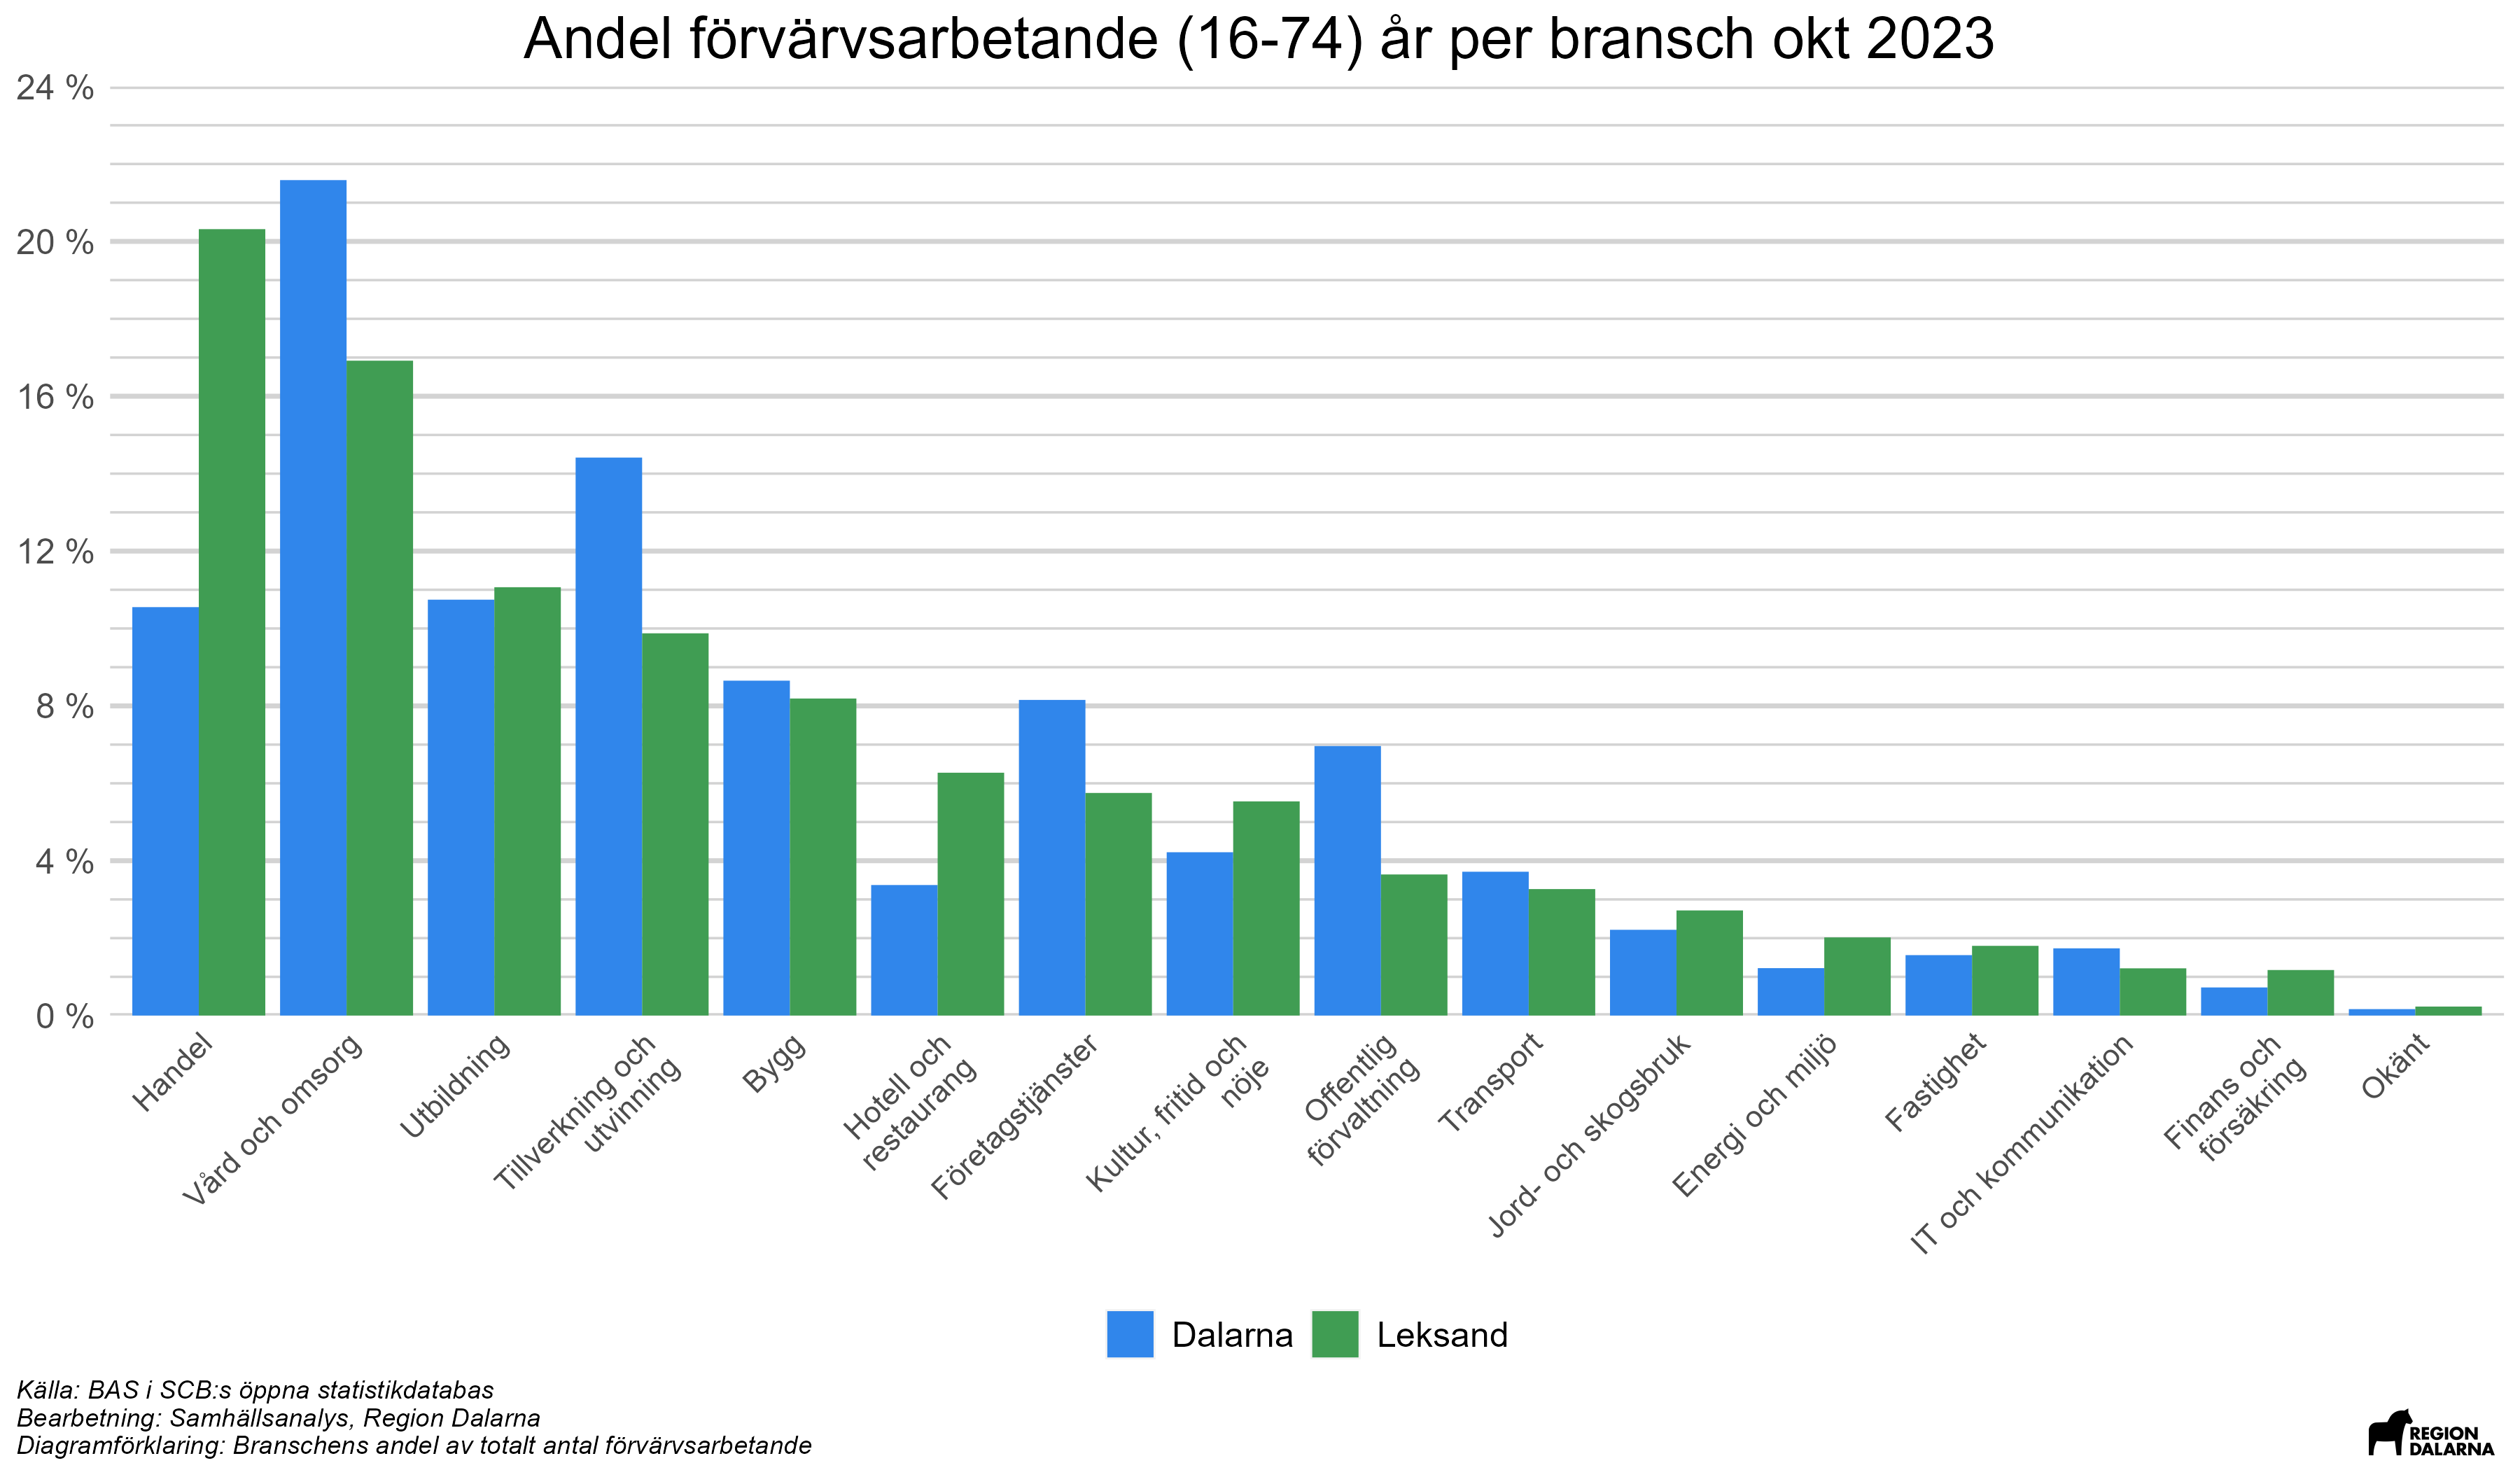 Andel förvärvsarbetande (16-74) år per bransch okt 2023
24 %
20 %
16 %
12 %
8 %
4 %
0 %
Handel
Vård och omsorg
Utbildning
Tillverkning och
utvinning
Bygg
Hotell och
restaurang
Företagstjänster
Kultur, fritid och
nöje
Offentlig
förvaltning
Transport
Jord- och skogsbruk
Energi och miljö
Fastighet
IT och kommunikation
Finans och
försäkring
Okänt
Dalarna
Leksand
Källa: BAS i SCB:s öppna statistikdatabas
Bearbetning: Samhällsanalys, Region Dalarna
Diagramförklaring: Branschens andel av totalt antal förvärvsarbetande
REGION
DALARNA